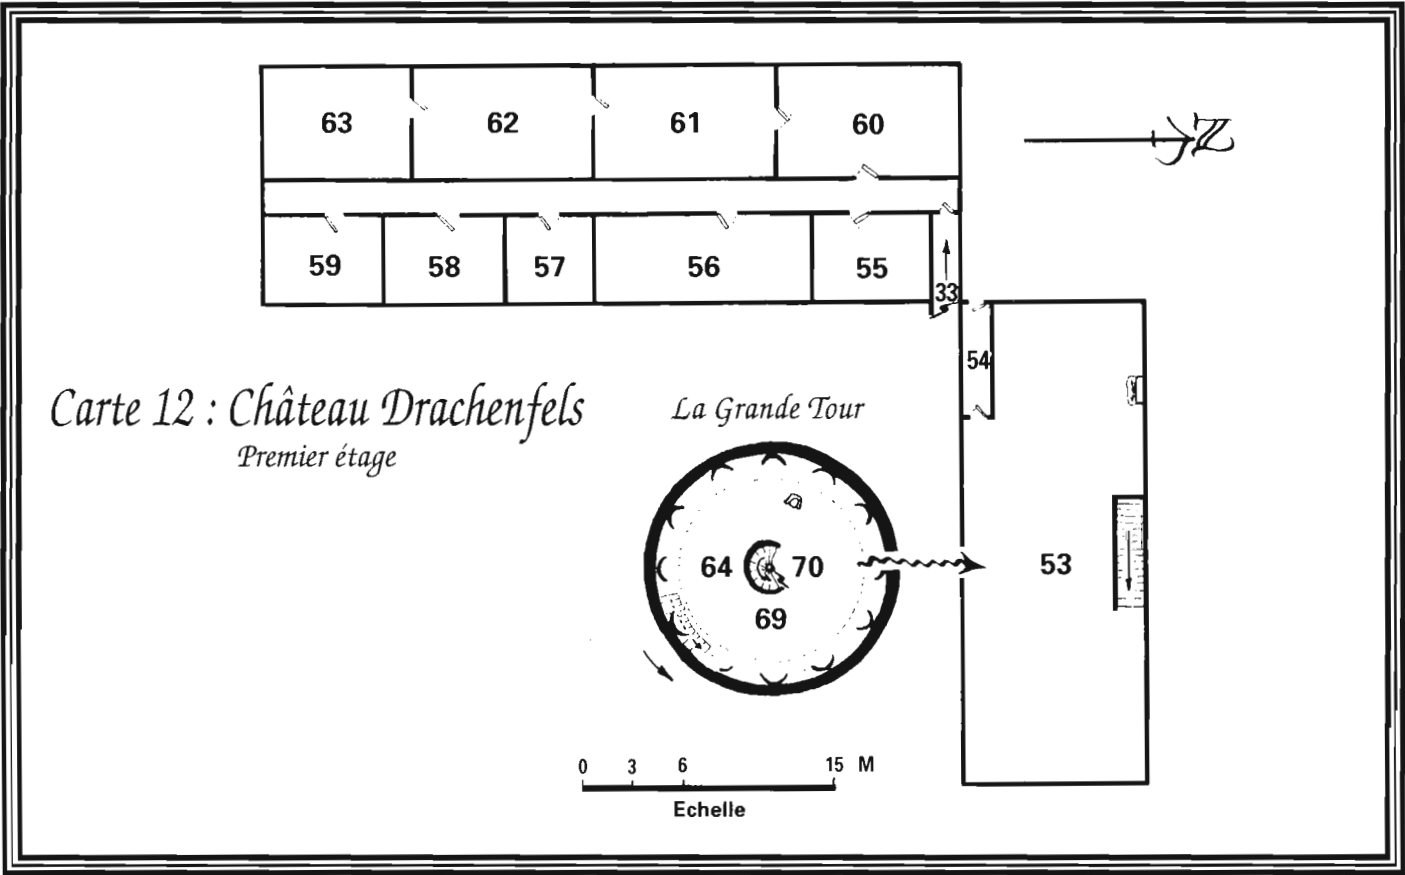 63 62 61 60
N
59 58 57 56 55
33
54
Carte 12 : Château Drachenfels
Premier étage
La Grande Tour
64 70
69
53
0 3 6 15 M
Echelle